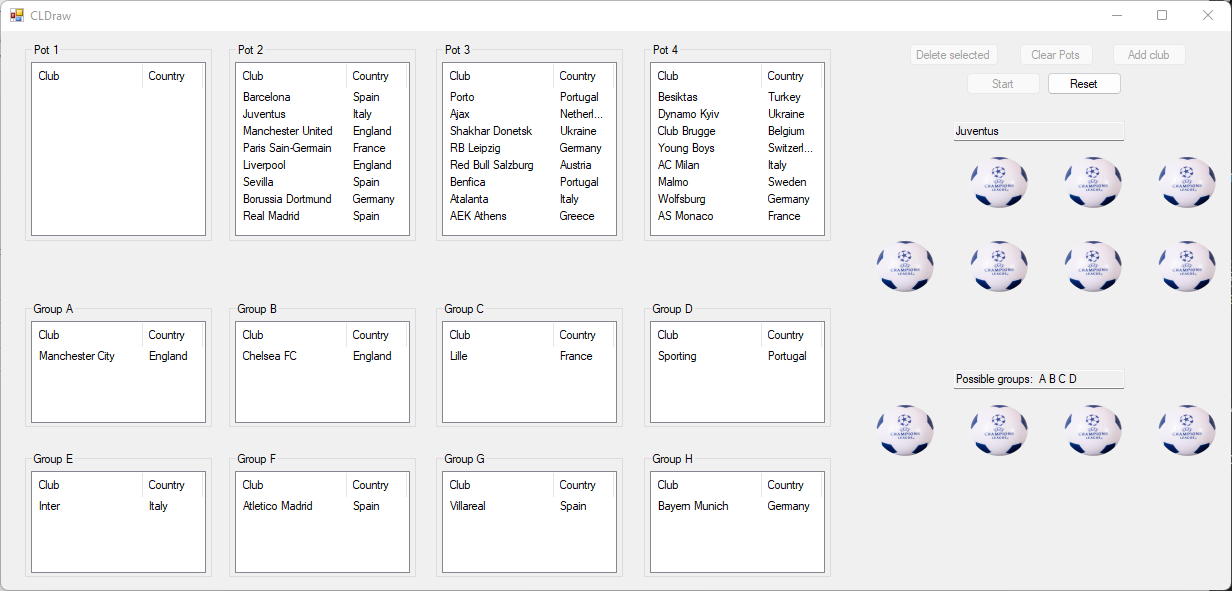 CLDraw
Pot 1
Club Country
Pot 2
Club Country
Barcelona Spain
Juventus Italy
Manchester United England
Paris Sain-Germain France
Liverpool England
Sevilla Spain
Borussia Dortmund Germany
Real Madrid Spain
Pot 3
Club Country
Porto Portugal
Ajax Netherl...
Shakhar Donetsk Ukraine
RB Leipzig Germany
Red Bull Salzburg Austria
Benfica Portugal
Atalanta Italy
AEK Athens Greece
Pot 4
Club Country
Besiktas Turkey
Dynamo Kyiv Ukraine
Club Brugge Belgium
Young Boys Switzerl...
AC Milan Italy
Malmo Sweden
Wolfsburg Germany
AS Monaco France
Delete selected Clear Pots Add club
Start Reset
Juventus
Group A
Club Country
Manchester City England
Group B
Club Country
Chelsea FC England
Group C
Club Country
Lille France
Group D
Club Country
Sporting Portugal
Possible groups: A B C D
Group E
Club Country
Inter Italy
Group F
Club Country
Atletico Madrid Spain
Group G
Club Country
Villareal Spain
Group H
Club Country
Bayern Munich Germany